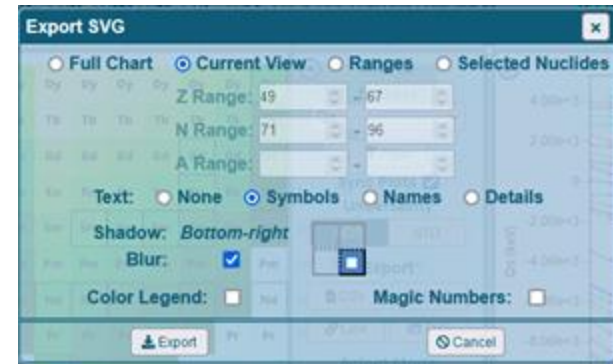 Export SVG ×
Full Chart Current View Ranges Selected Nuclides
Z Range: 49 - 67
N Range: 71 - 96
A Range: -
Text: None Symbols Names Details
Shadow: Bottom-right
Blur:
Color Legend: Magic Numbers:
Export Cancel